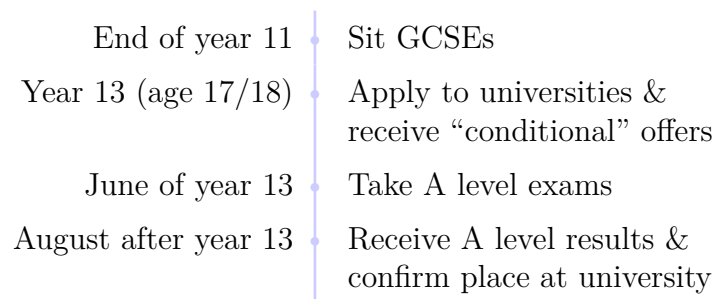 End of year 11 Sit GCSEs
Year 13 (age 17/18) Apply to universities &
receive “conditional” offers
June of year 13 Take A level exams
August after year 13 Receive A level results &
confirm place at university